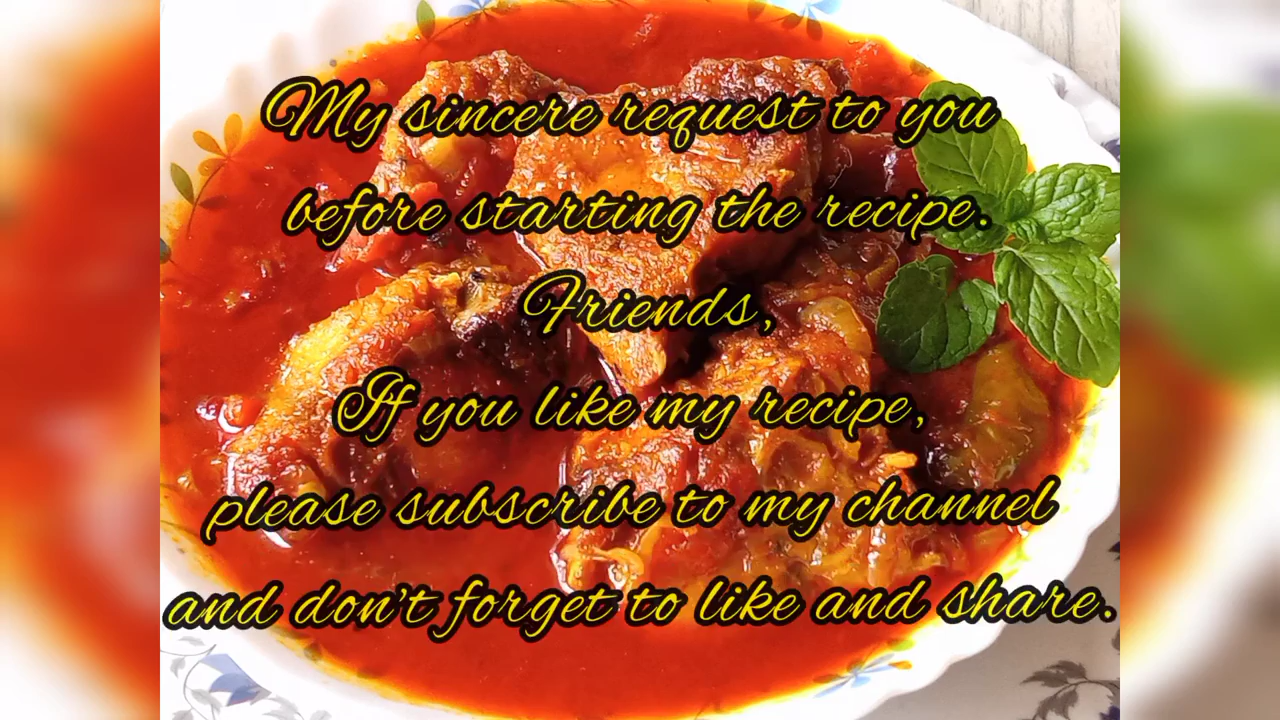 My sincere request to you
before starting the recipe.
Friends,
If you like my recipe,
please subscribe to my channel
and don't forget to like and share.